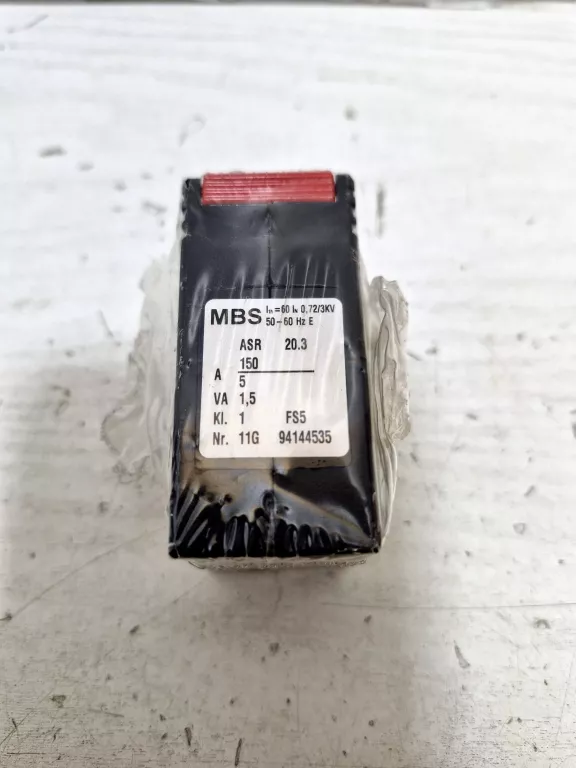 MBS Ith=60 IN 0,72/3KV
50-60 Hz E
ASR 20.3
A 150
5
VA 1,5
Kl. 1 FS5
Nr. 11G 94144535